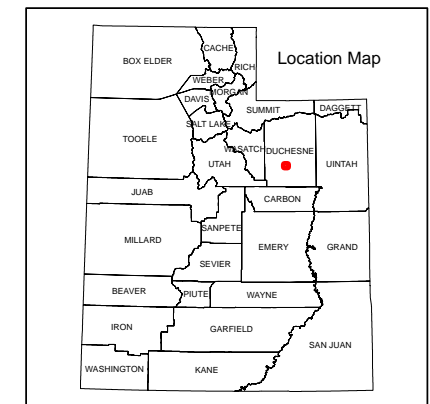 Location Map
CACHE
BOX ELDER
RICH
WEBER
MORGAN
DAVIS
SUMMIT
DAGGETT
SALT LAKE
TOOELE
WASATCH
DUCHESNE
UTAH
UINTAH
JUAB
CARBON
SANPETE
MILLARD
EMERY
GRAND
SEVIER
BEAVER
PIUTE
WAYNE
IRON
GARFIELD
SAN JUAN
WASHINGTON
KANE